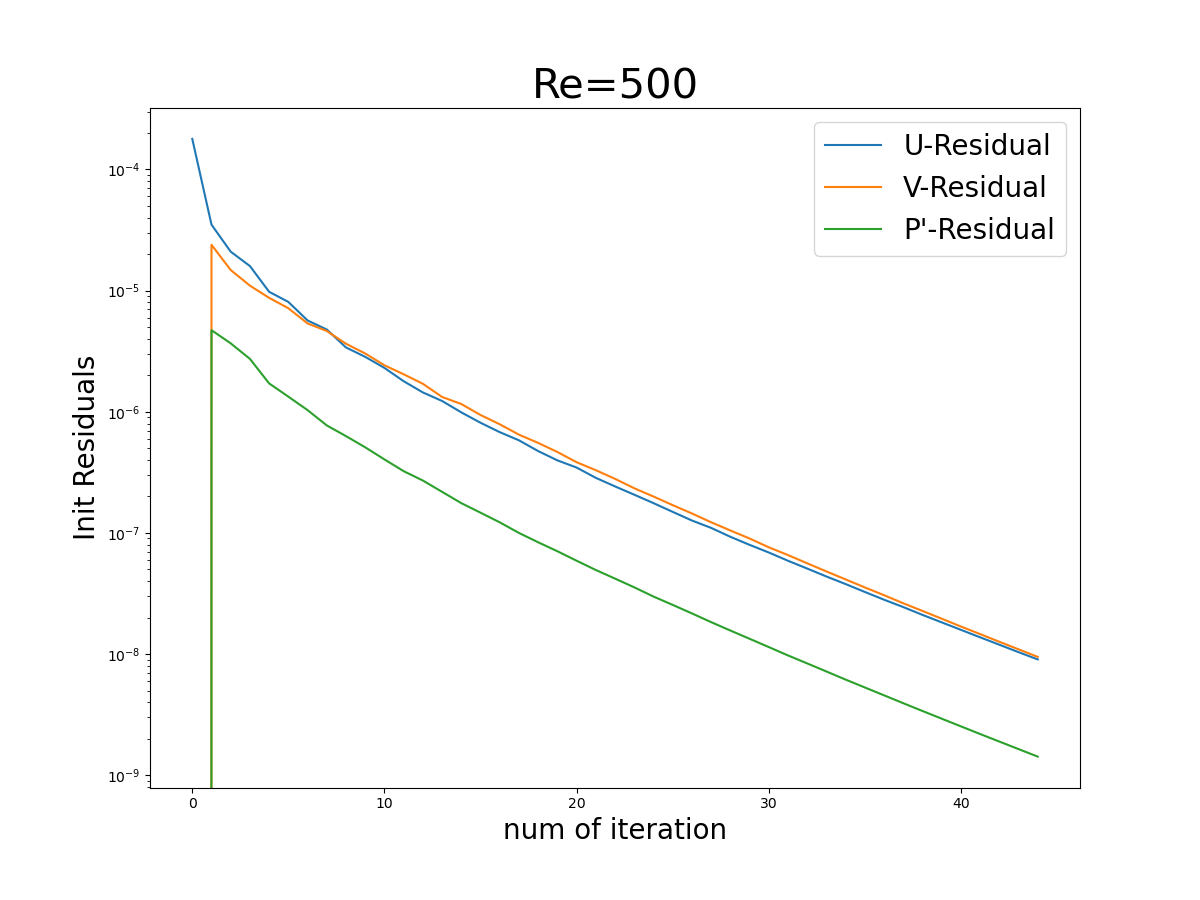 Re=500
U-Residual
V-Residual
P'-Residual
Init Residuals
10⁻⁴
10⁻⁵
10⁻⁶
10⁻⁷
10⁻⁸
10⁻⁹
0 10 20 30 40
num of iteration